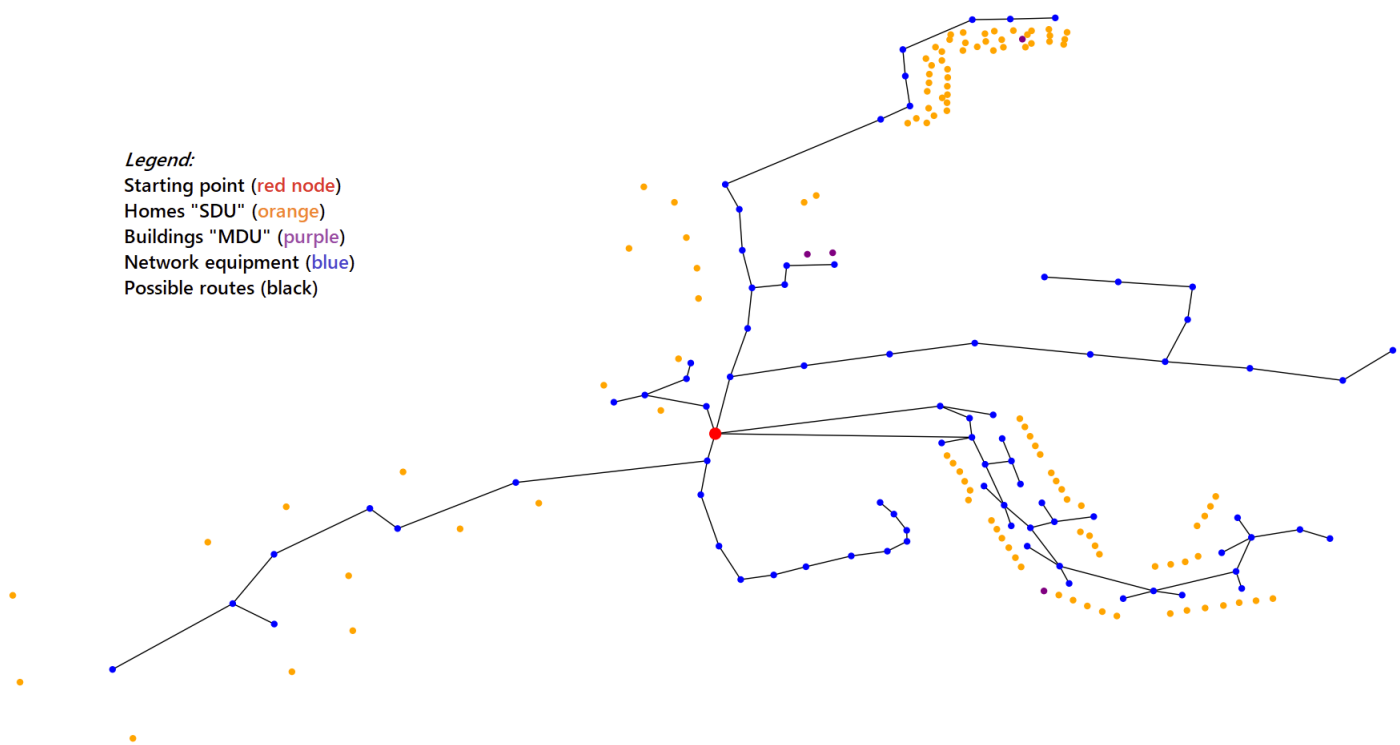 Legend:
Starting point (red node)
Homes "SDU" (orange)
Buildings "MDU" (purple)
Network equipment (blue)
Possible routes (black)